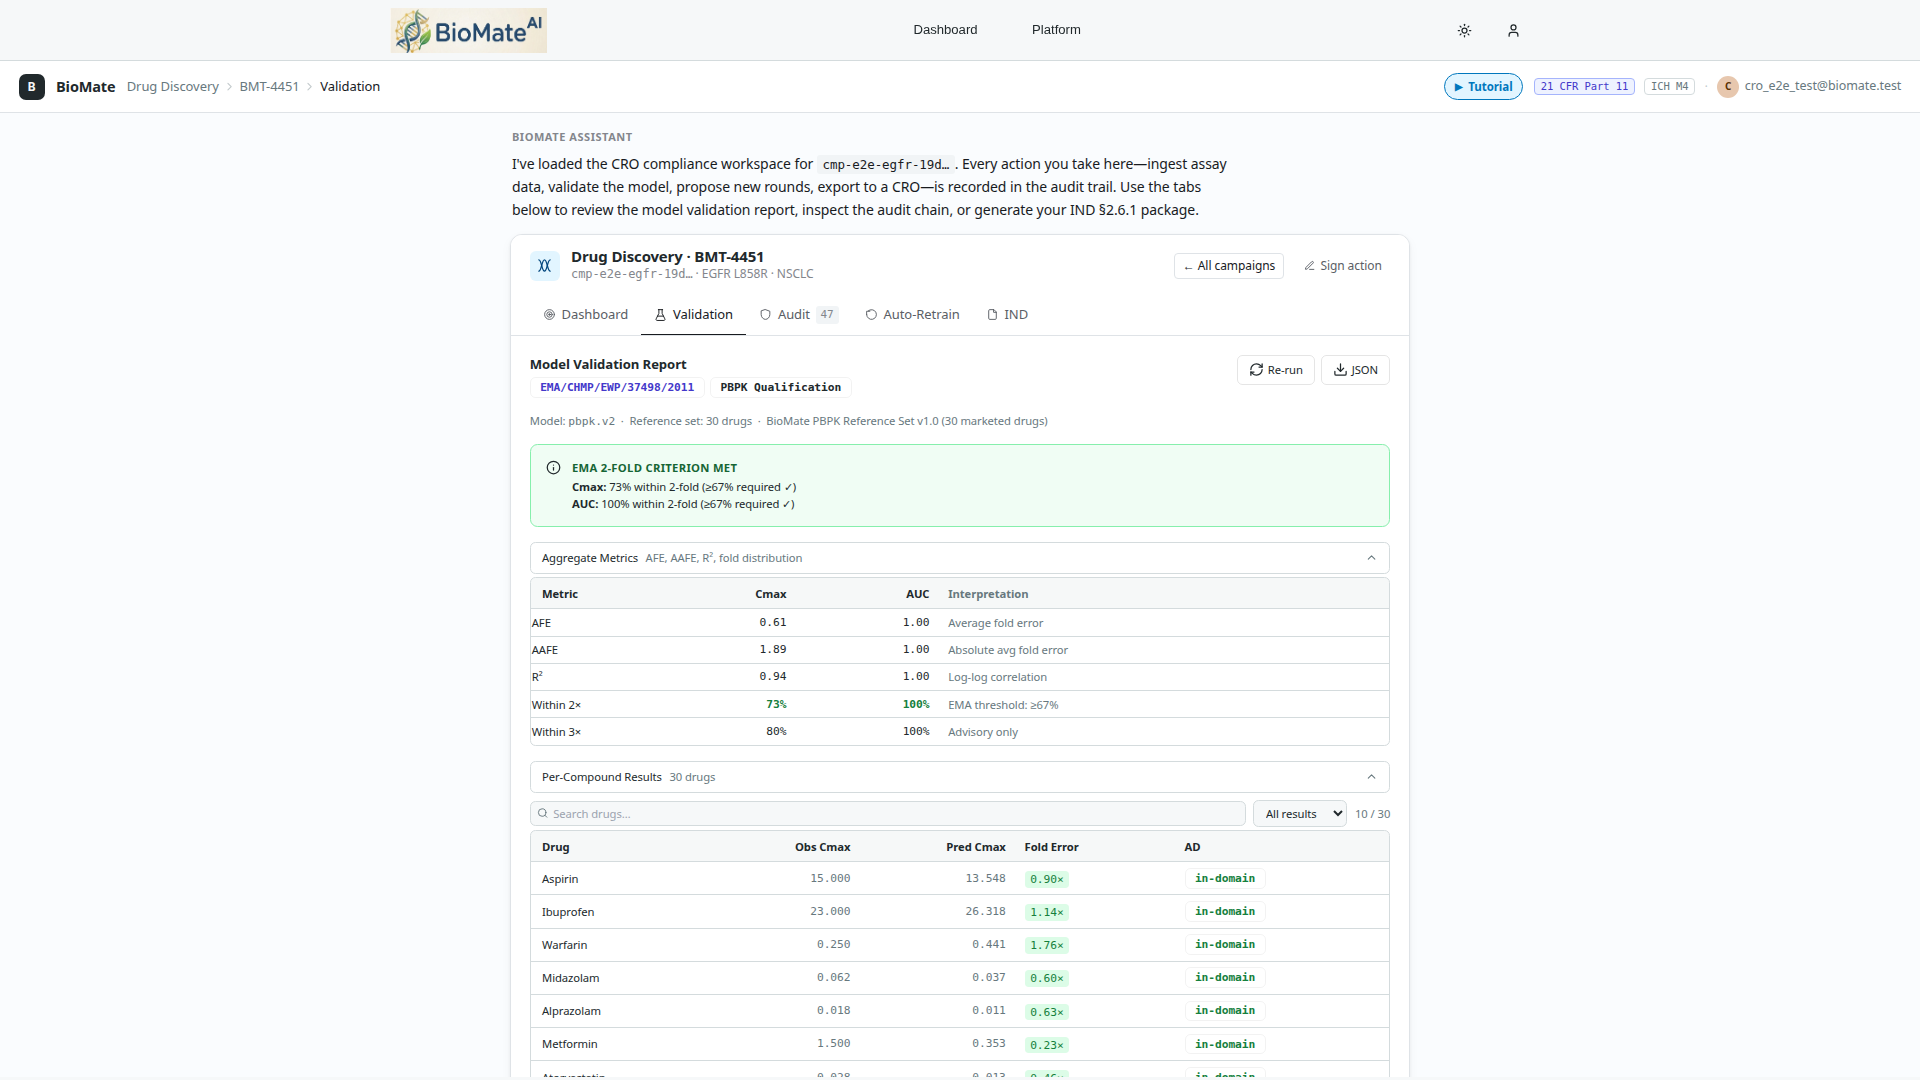 BioMate AI
Dashboard
Platform
B
BioMate
Drug Discovery
BMT-4451
Validation
▶ Tutorial
21 CFR Part 11
ICH M4
·
C
cro_e2e_test@biomate.test
BIOMATE ASSISTANT
I've loaded the CRO compliance workspace for cmp-e2e-egfr-19d… . Every action you take here—ingest assay
data, validate the model, propose new rounds, export to a CRO—is recorded in the audit trail. Use the tabs
below to review the model validation report, inspect the audit chain, or generate your IND §2.6.1 package.
Drug Discovery · BMT-4451
cmp-e2e-egfr-19d… · EGFR L858R · NSCLC
← All campaigns
Sign action
Dashboard
Validation
Audit 47
Auto-Retrain
IND
Model Validation Report
EMA/CHMP/EWP/37498/2011
PBPK Qualification
Re-run
JSON
Model: pbpk.v2 · Reference set: 30 drugs · BioMate PBPK Reference Set v1.0 (30 marketed drugs)
EMA 2-FOLD CRITERION MET
Cmax: 73% within 2-fold (≥67% required ✓)
AUC: 100% within 2-fold (≥67% required ✓)
Aggregate Metrics AFE, AAFE, R², fold distribution
Metric Cmax AUC Interpretation
AFE 0.61 1.00 Average fold error
AAFE 1.89 1.00 Absolute avg fold error
R² 0.94 1.00 Log-log correlation
Within 2× 73% 100% EMA threshold: ≥67%
Within 3× 80% 100% Advisory only
Per-Compound Results 30 drugs
Search drugs...
All results
10 / 30
Drug Obs Cmax Pred Cmax Fold Error AD
Aspirin 15.000 13.548 0.90× in-domain
Ibuprofen 23.000 26.318 1.14× in-domain
Warfarin 0.250 0.441 1.76× in-domain
Midazolam 0.062 0.037 0.60× in-domain
Alprazolam 0.018 0.011 0.63× in-domain
Metformin 1.500 0.353 0.23× in-domain